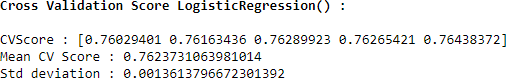 Cross Validation Score LogisticRegression() :
CVScore : [0.76029401 0.76163436 0.76289923 0.76265421 0.76438372]
Mean CV Score : 0.7623731063981014
Std deviation : 0.0013613796672301392